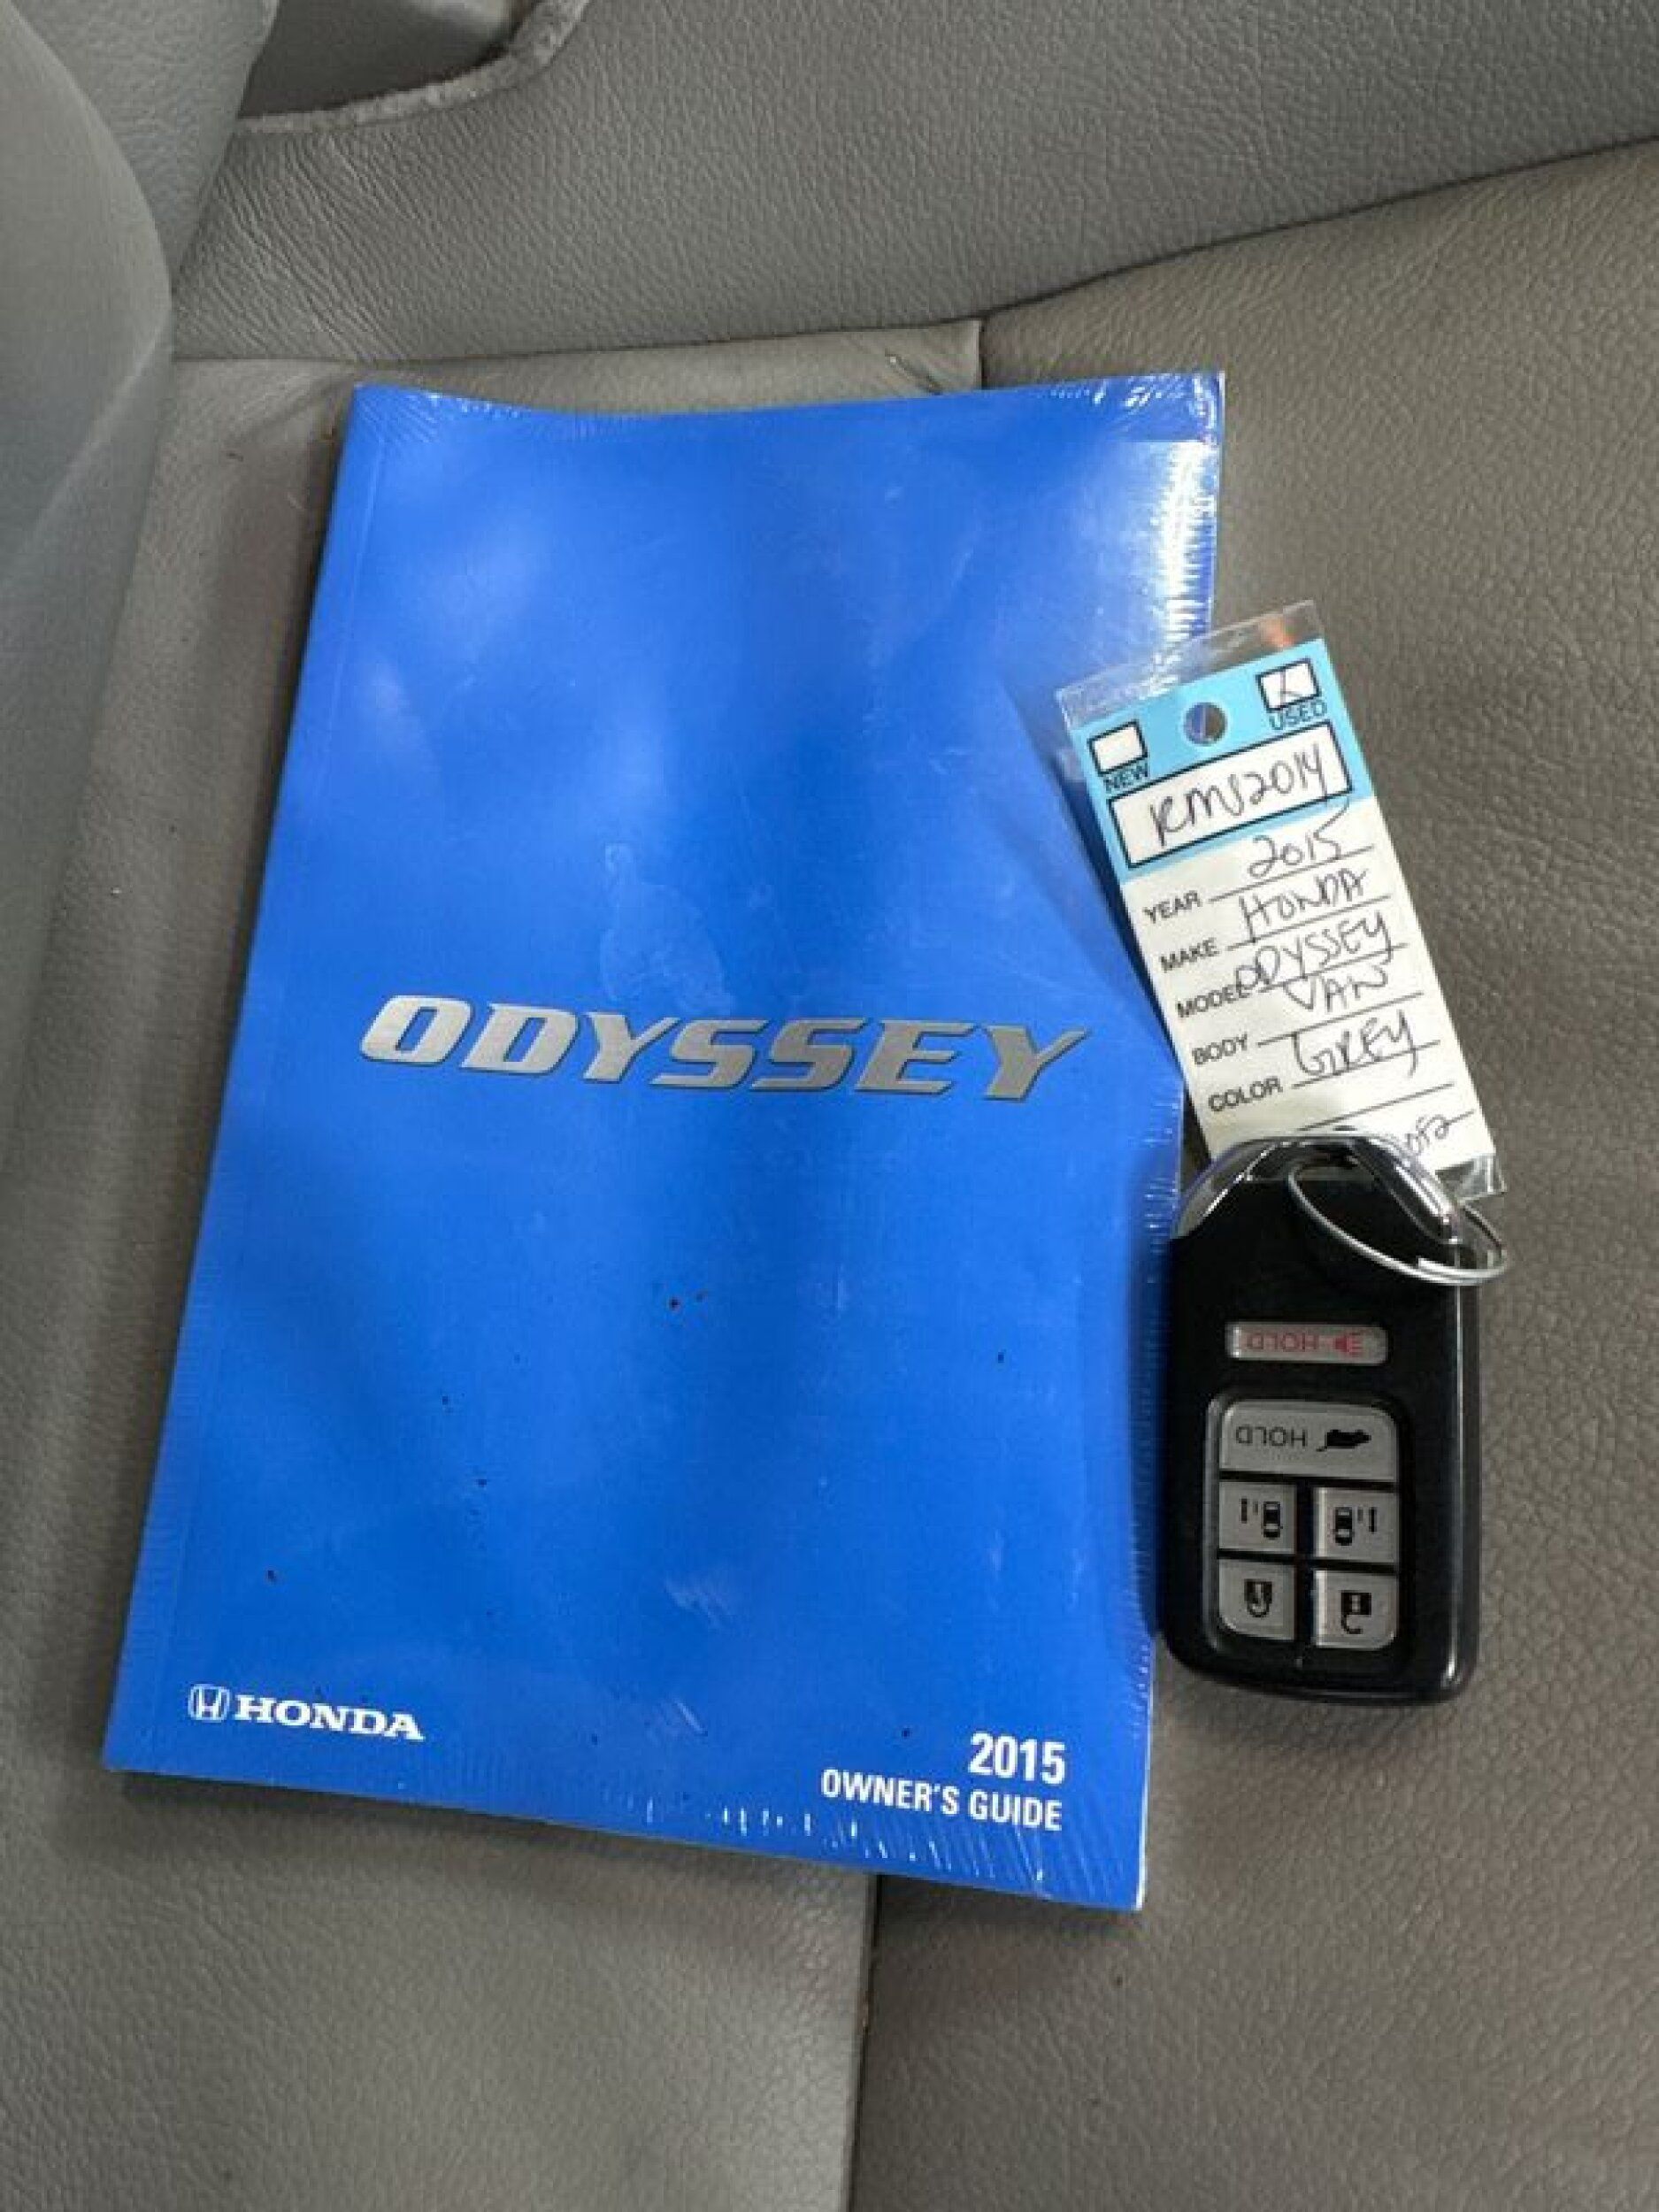 ODYSSEY
HONDA
2015
OWNER'S GUIDE
NEW
X USED
2015
YEAR
HONDA
MAKE
ODYSSEY
MODEL
VAN
BODY
GREY
COLOR
HOLD
HOLD